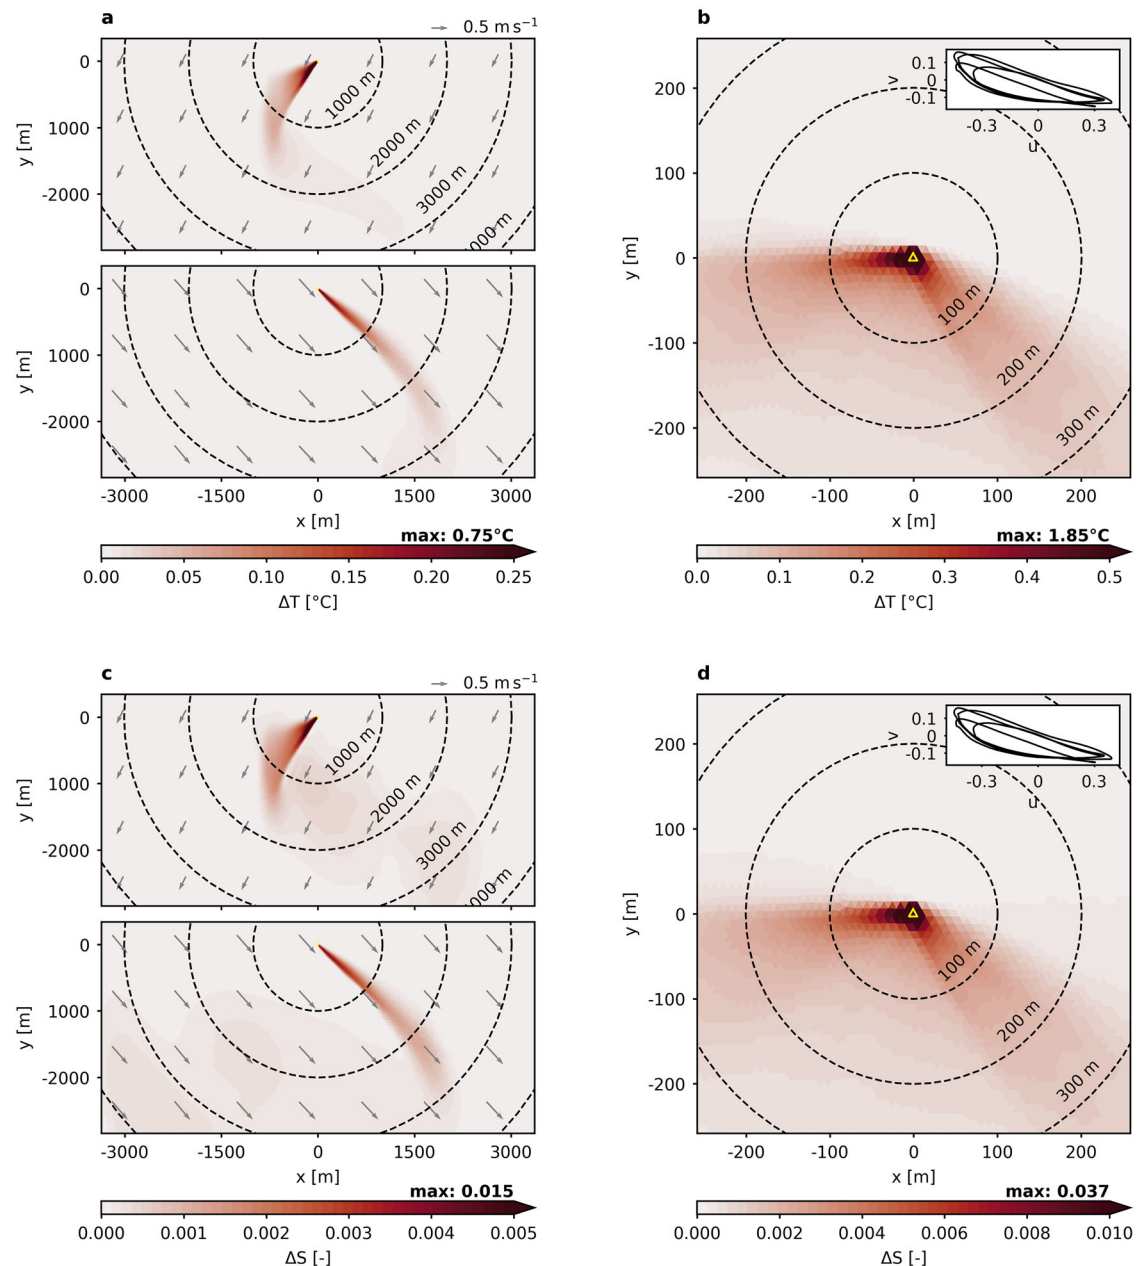 a
0.5 m s⁻¹
0
1000
-2000
y [m]
1000 m
2000 m
3000 m
000 m
0
1000
-2000
y [m]
-3000 -1500 0 1500 3000
x [m]
max: 0.75°C
0.00 0.05 0.10 0.15 0.20 0.25
ΔT [°C]
b
200
100
0
-100
-200
y [m]
100 m
200 m
300 m
0.1
0
-0.1
v
-0.3 0 0.3
u
-200 -100 0 100 200
x [m]
max: 1.85°C
0.0 0.1 0.2 0.3 0.4 0.5
ΔT [°C]
c
0.5 m s⁻¹
0
1000
-2000
y [m]
1000 m
2000 m
3000 m
000 m
0
1000
-2000
y [m]
-3000 -1500 0 1500 3000
x [m]
max: 0.015
0.000 0.001 0.002 0.003 0.004 0.005
ΔS [-]
d
200
100
0
-100
-200
y [m]
100 m
200 m
300 m
0.1
0
-0.1
v
-0.3 0 0.3
u
-200 -100 0 100 200
x [m]
max: 0.037
0.000 0.002 0.004 0.006 0.008 0.010
ΔS [-]